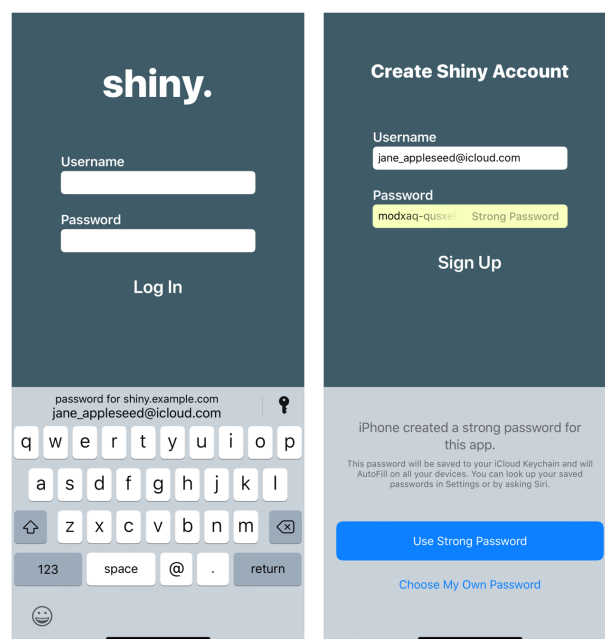 shiny.
Username
Password
Log In
password for shiny.example.com
jane_appleseed@icloud.com
q w e r t y u i o p
a s d f g h j k l
z x c v b n m
123 space @ . return
Create Shiny Account
Username
jane_appleseed@icloud.com
Password
modxaq-qusxe Strong Password
Sign Up
iPhone created a strong password for
this app.
This password will be saved to your iCloud Keychain and will
AutoFill on all your devices. You can look up your saved
passwords in Settings or by asking Siri.
Use Strong Password
Choose My Own Password